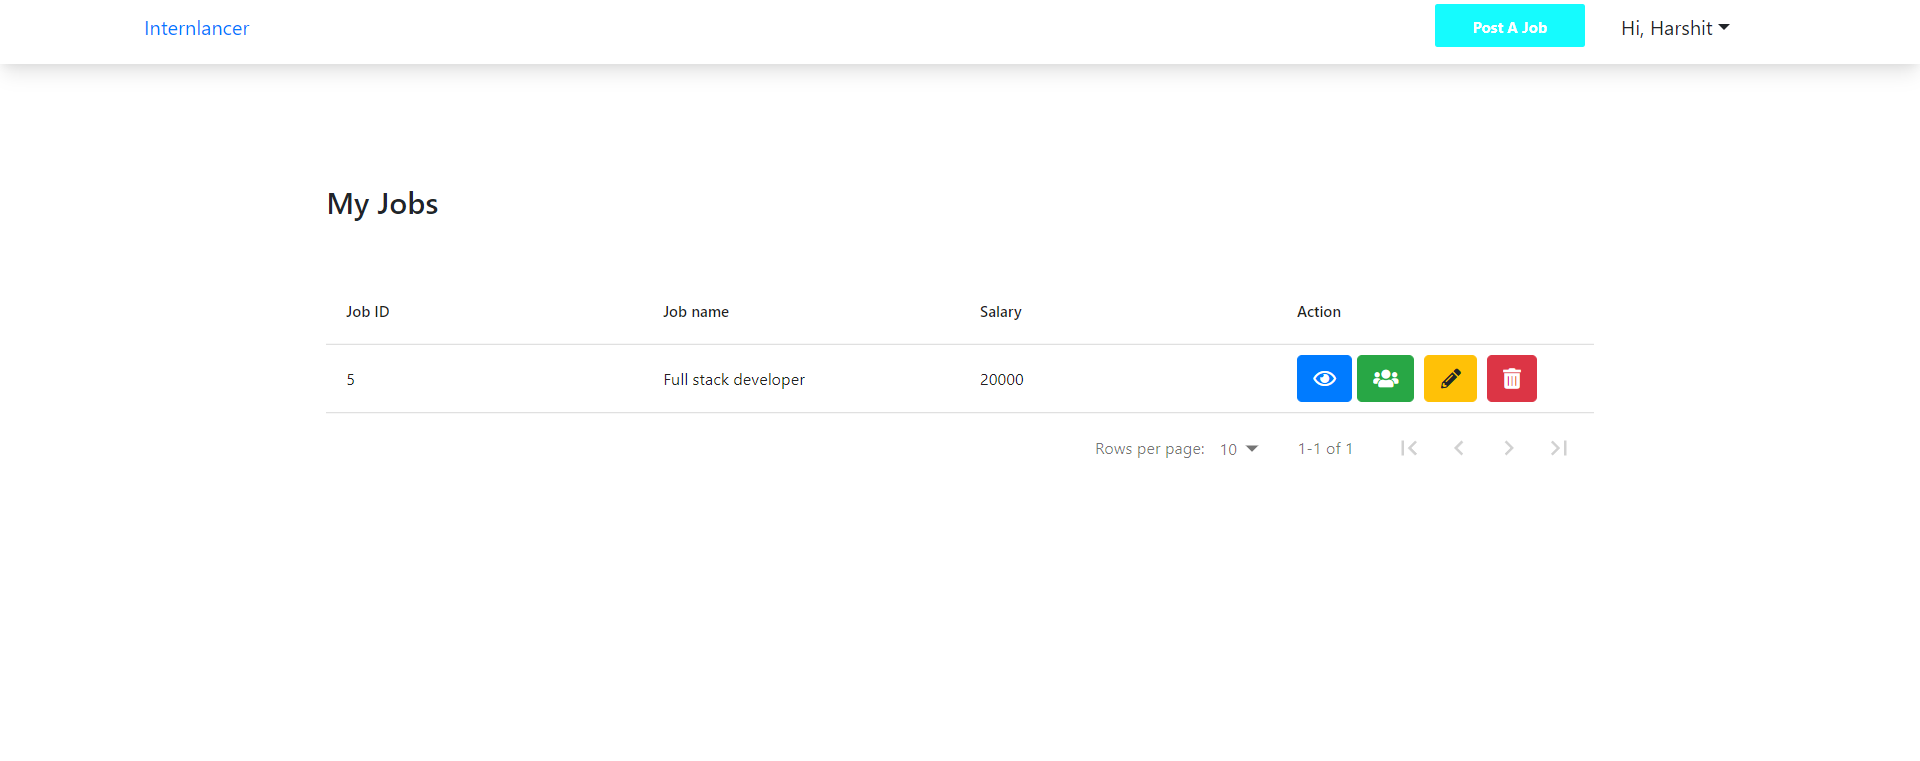 Internlancer
Post A Job
Hi, Harshit
My Jobs
Job ID Job name Salary Action
5 Full stack developer 20000
Rows per page: 10 1-1 of 1